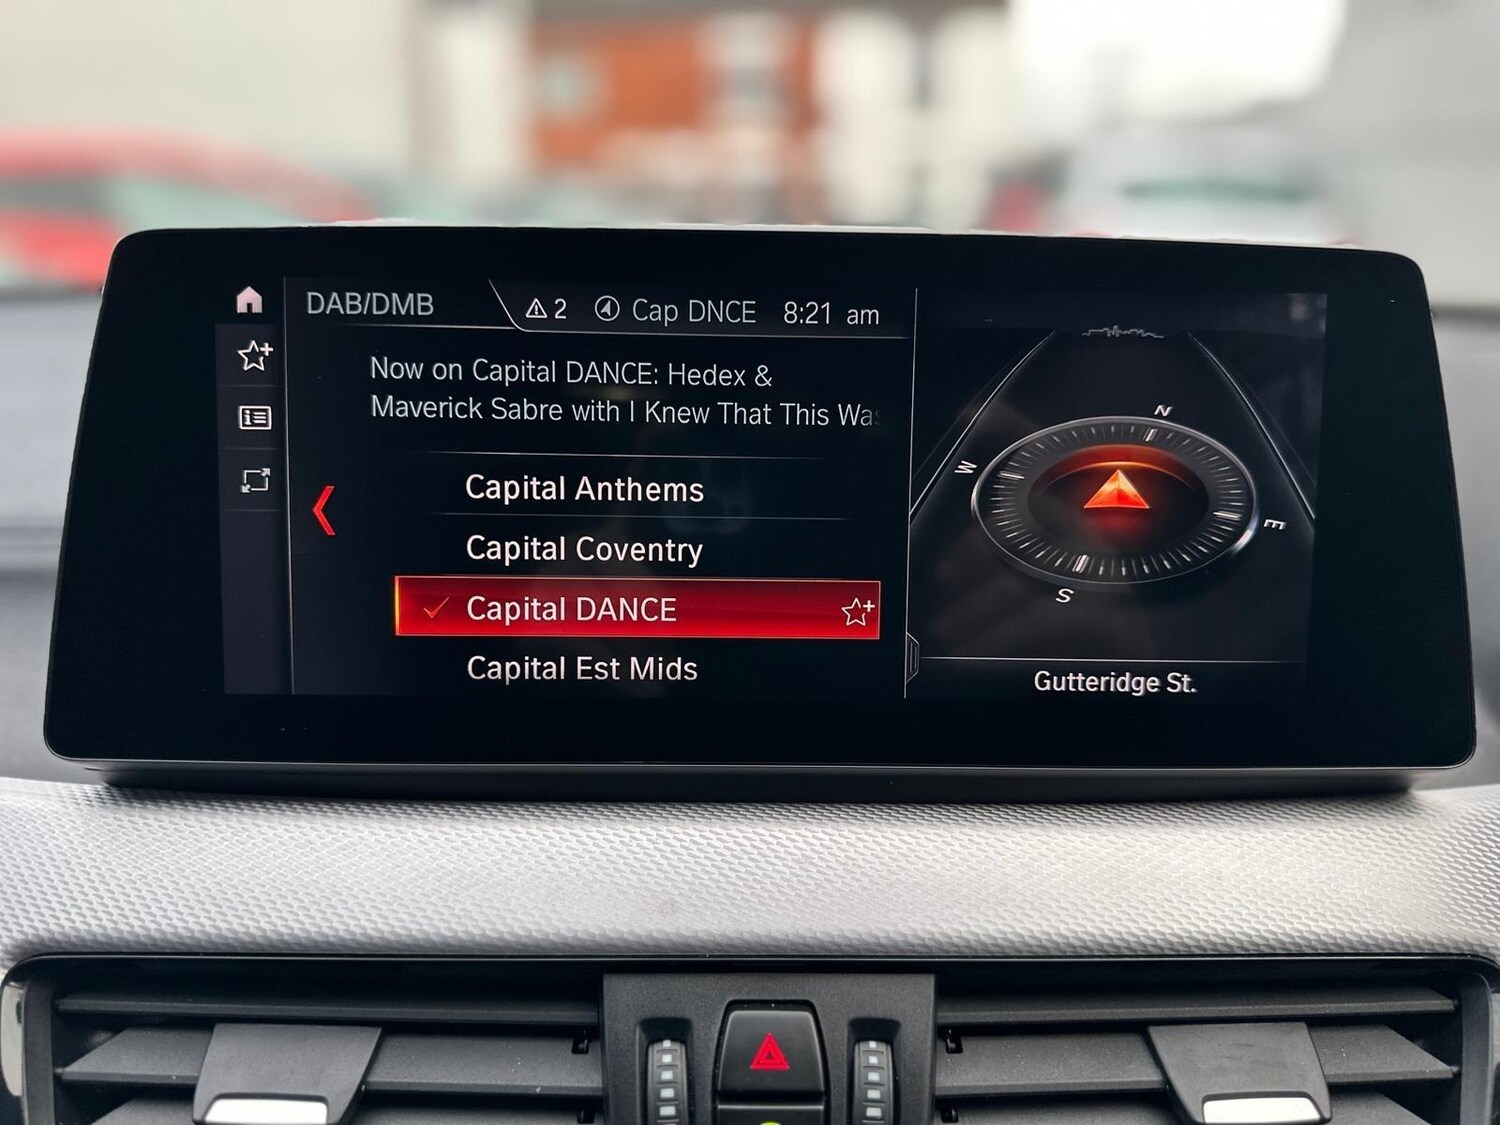 DAB/DMB
2 Cap DNCE 8:21 am
Now on Capital DANCE: Hedex &
Maverick Sabre with I Knew That This Was
Capital Anthems
Capital Coventry
Capital DANCE
Capital Est Mids
N
W
E
S
Gutteridge St.